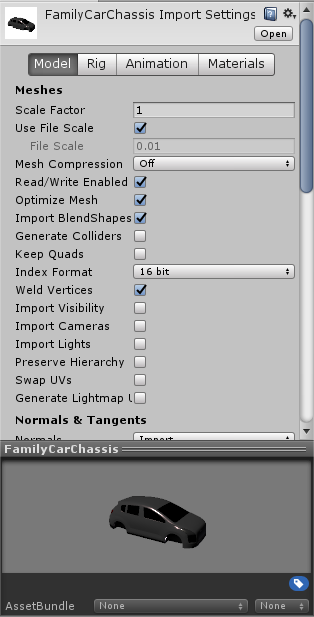 FamilyCarChassis Import Settings
Open
Model Rig Animation Materials
Meshes
Scale Factor 1
Use File Scale
File Scale 0.01
Mesh Compression Off
Read/Write Enabled
Optimize Mesh
Import BlendShapes
Generate Colliders
Keep Quads
Index Format 16 bit
Weld Vertices
Import Visibility
Import Cameras
Import Lights
Preserve Hierarchy
Swap UVs
Generate Lightmap U
Normals & Tangents
Normals Import
FamilyCarChassis
AssetBundle None None